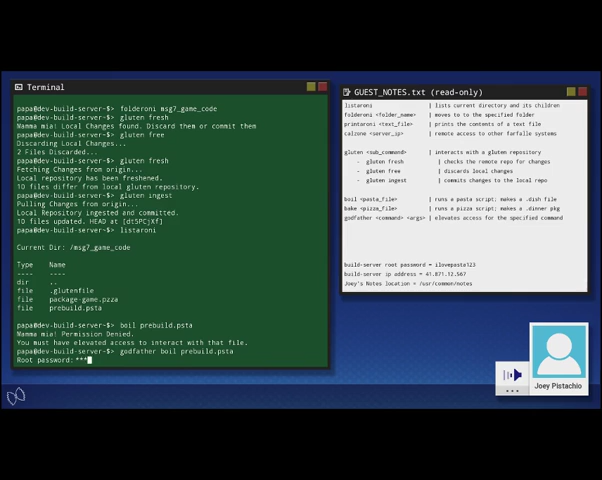 Terminal
papa@dev-build-server~$> folderoni msg7_game_code
papa@dev-build-server~$> gluten fresh
Mamma mia! Local Changes found. Discard them or commit them
papa@dev-build-server~$> gluten free
Discarding Local Changes...
2 Files Discarded...
papa@dev-build-server~$> gluten fresh
Fetching Changes from origin...
Local repository has been freshened.
10 files differ from local gluten repository.
papa@dev-build-server~$> gluten ingest
Pulling Changes from origin...
Local Repository ingested and committed.
10 files updated. HEAD at [dt5PCjXf]
papa@dev-build-server~$> listaroni
Current Dir: /msg7_game_code
Type Name
---- ----
dir ..
file .glutenfile
file package-game.pzza
file prebuild.psta
papa@dev-build-server~$> boil prebuild.psta
Mamma mia! Permission Denied.
You must have elevated access to interact with that file.
papa@dev-build-server~$> godfather boil prebuild.psta
Root password:***
GUEST_NOTES.txt (read-only)
listaroni | lists current directory and its children
folderoni <folder_name> | moves to to the specified folder
printaroni <text_file> | prints the contents of a text file
calzone <server_ip> | remote access to other farfalle systems
gluten <sub_command> | interacts with a gluten repository
- gluten fresh | checks the remote repo for changes
- gluten free | discards local changes
- gluten ingest | commits changes to the local repo
boil <pasta_file> | runs a pasta script; makes a .dish file
bake <pizza_file> | runs a pizza script; makes a .dinner pkg
godfather <command> <args> | elevates access for the specified command
build-server root password = ilovepasta123
build-server ip address = 41.871.12.567
Joey's Notes location = /usr/common/notes
Joey Pistachio